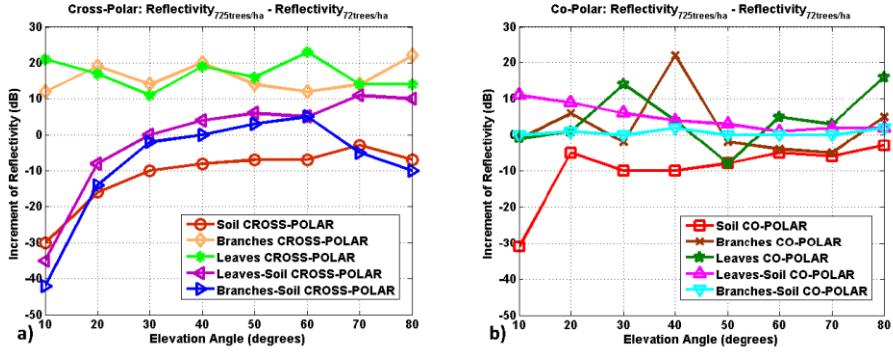 Cross-Polar: Reflectivity725trees/ha - Reflectivity72trees/ha
30
20
10
0
-10
-20
-30
-40
-50
Increment of Reflectivity (dB)
Soil CROSS-POLAR
Branches CROSS-POLAR
Leaves CROSS-POLAR
Leaves-Soil CROSS-POLAR
Branches-Soil CROSS-POLAR
10 20 30 40 50 60 70 80
Elevation Angle (degrees)
a)
Co-Polar: Reflectivity725trees/ha - Reflectivity72trees/ha
30
20
10
0
-10
-20
-30
-40
-50
Increment of Reflectivity (dB)
Soil CO-POLAR
Branches CO-POLAR
Leaves CO-POLAR
Leaves-Soil CO-POLAR
Branches-Soil CO-POLAR
10 20 30 40 50 60 70 80
Elevation Angle (degrees)
b)